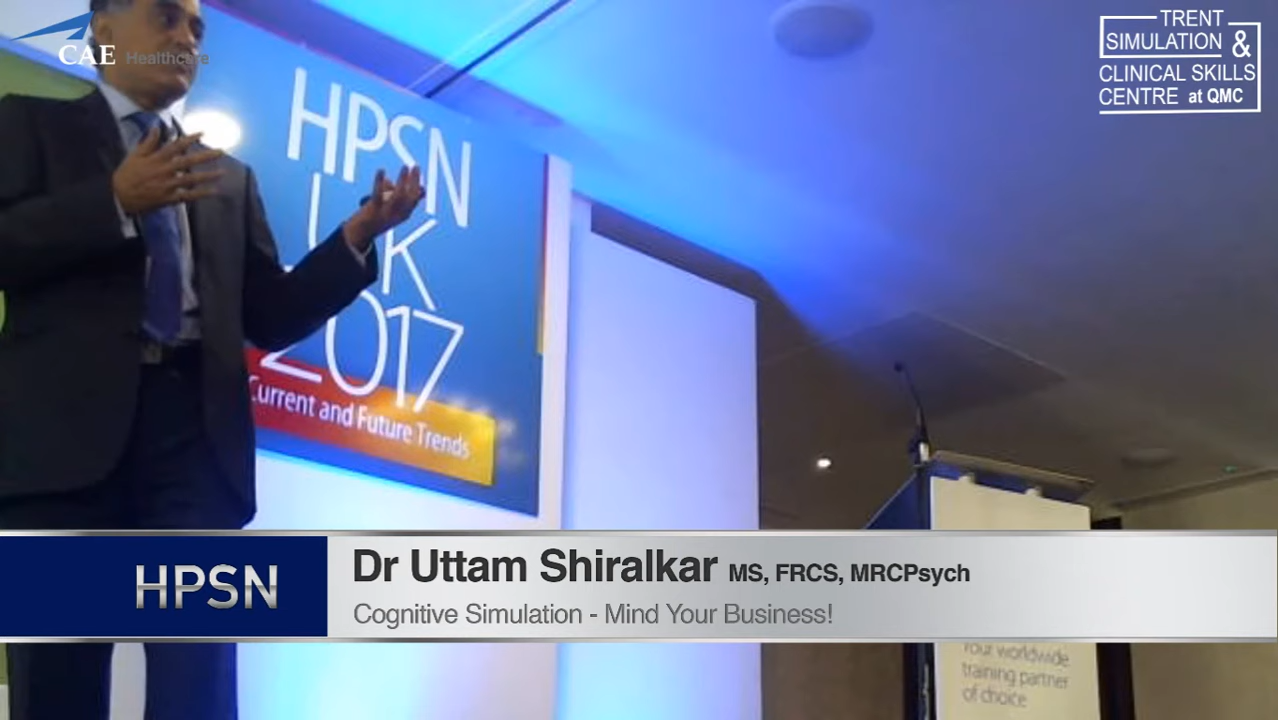 CAE Healthcare
TRENT
SIMULATION &
CLINICAL SKILLS
CENTRE at QMC
HPSN
UK
2017
Current and Future Trends
HPSN
Dr Uttam Shiralkar MS, FRCS, MRCPsych
Cognitive Simulation - Mind Your Business!
Your worldwide
training partner
of choice